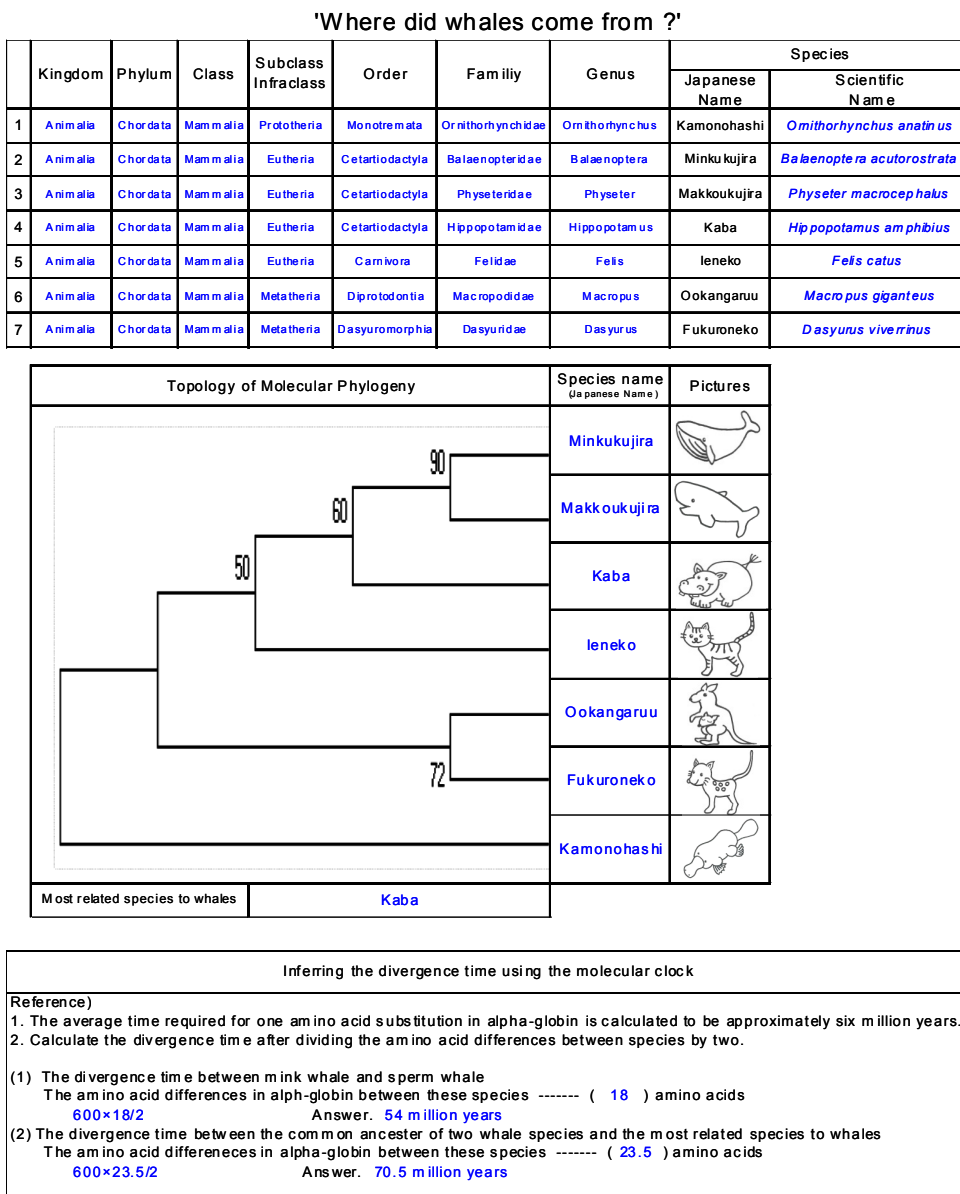 'Where did whales come from ?'
Kingdom Phylum Class Subclass Infraclass Order Familiy Genus Species
Japanese Name Scientific Name
1 Animalia Chordata Mammalia Prototheria Monotremata Ornithorhynchidae Ornithorhynchus Kamonohashi Ornithorhynchus anatinus
2 Animalia Chordata Mammalia Eutheria Cetartiodactyla Balaenopteridae Balaenoptera Minkukujira Balaenoptera acutorostrata
3 Animalia Chordata Mammalia Eutheria Cetartiodactyla Physeteridae Physeter Makkoukujira Physeter macrocephalus
4 Animalia Chordata Mammalia Eutheria Cetartiodactyla Hippopotamidae Hippopotamus Kaba Hippopotamus amphibius
5 Animalia Chordata Mammalia Eutheria Carnivora Felidae Felis Ieneko Felis catus
6 Animalia Chordata Mammalia Metatheria Diprotodontia Macropodidae Macropus Ookangaruu Macropus giganteus
7 Animalia Chordata Mammalia Metatheria Dasyuromorphia Dasyuridae Dasyurus Fukuroneko Dasyurus viverrinus
Topology of Molecular Phylogeny Species name (Japanese Name) Pictures
Minkukujira
90
Makkoukujira
60
Kaba
50
Ieneko
Ookangaruu
72
Fukuroneko
Kamonohashi
Most related species to whales Kaba
Inferring the divergence time using the molecular clock
Reference)
1. The average time required for one amino acid substitution in alpha-globin is calculated to be approximately six million years.
2. Calculate the divergence time after dividing the amino acid differences between species by two.
(1) The divergence time between mink whale and sperm whale
The amino acid differences in alph-globin between these species ------- ( 18 ) amino acids
600×18/2 Answer. 54 million years
(2) The divergence time between the common ancester of two whale species and the most related species to whales
The amino acid differeneces in alpha-globin between these species ------- ( 23.5 ) amino acids
600×23.5/2 Answer. 70.5 million years